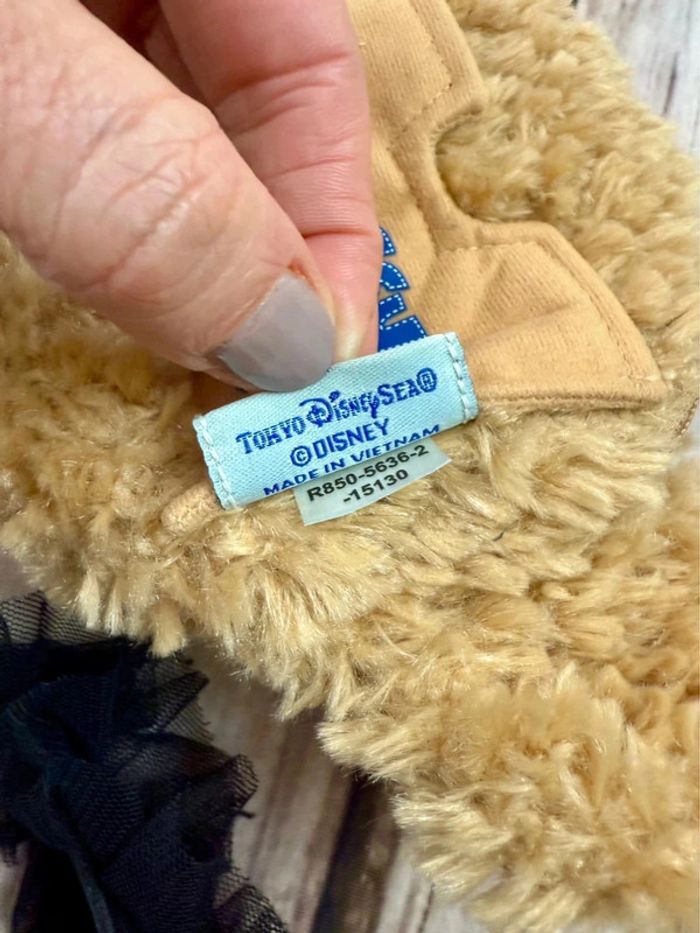 TOKYO DISNEYSEA®
©DISNEY
MADE IN VIETNAM
R850-5636-2
-15130